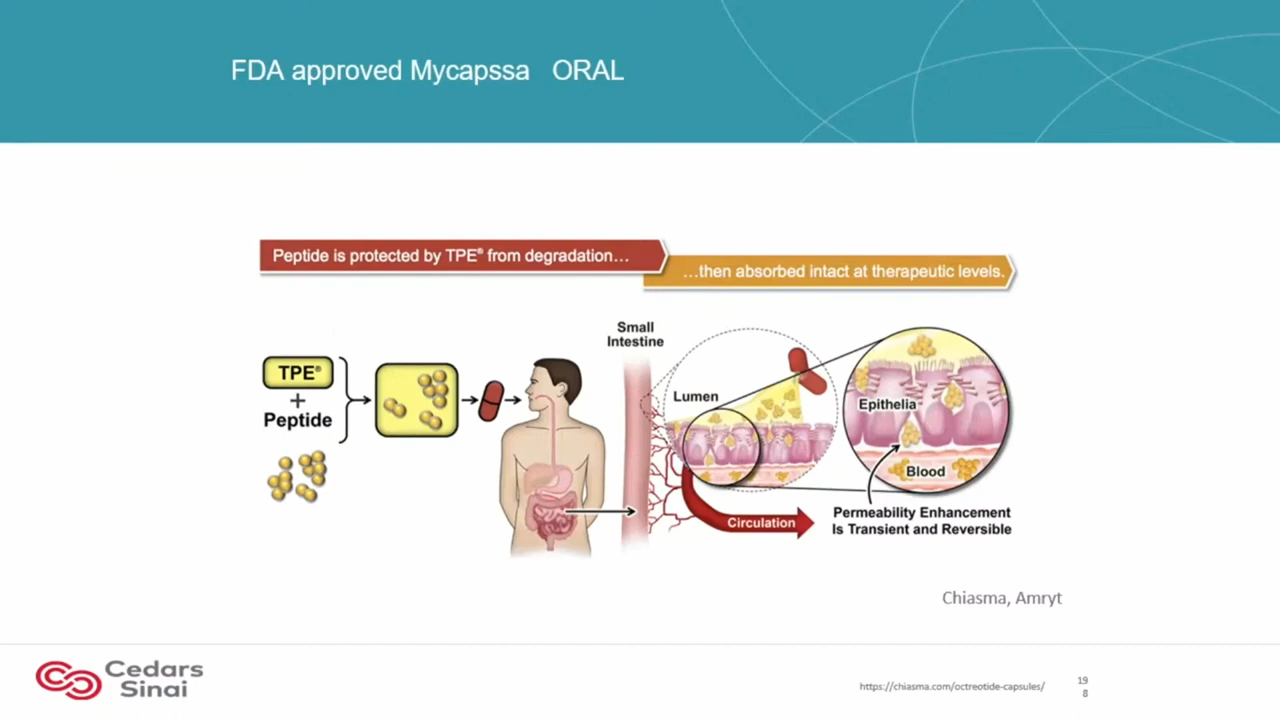 FDA approved Mycapssa ORAL
Peptide is protected by TPE® from degradation...
...then absorbed intact at therapeutic levels.
TPE®
+
Peptide
Small
Intestine
Lumen
Circulation
Epithelia
Blood
Permeability Enhancement
Is Transient and Reversible
Chiasma, Amryt
Cedars
Sinai
https://chiasma.com/octreotide-capsules/
19
8